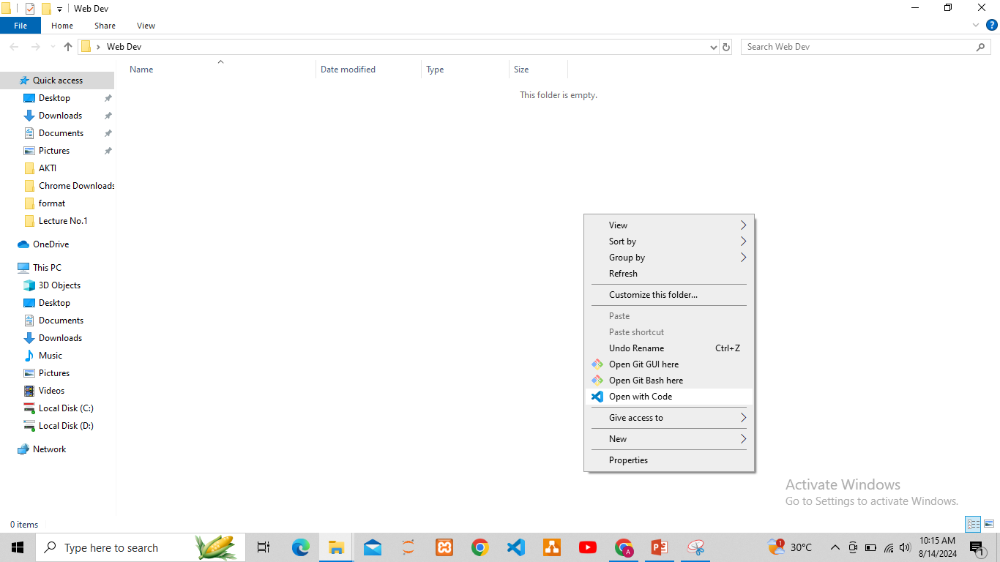 Web Dev
File Home Share View
Web Dev
Search Web Dev
Name Date modified Type Size
This folder is empty.
Quick access
Desktop
Downloads
Documents
Pictures
AKTI
Chrome Downloads
format
Lecture No.1
OneDrive
This PC
3D Objects
Desktop
Documents
Downloads
Music
Pictures
Videos
Local Disk (C:)
Local Disk (D:)
Network
View
Sort by
Group by
Refresh
Customize this folder...
Paste
Paste shortcut
Undo Rename Ctrl+Z
Open Git GUI here
Open Git Bash here
Open with Code
Give access to
New
Properties
Activate Windows
Go to Settings to activate Windows.
0 items
Type here to search
1
30°C
10:15 AM
8/14/2024
1
A